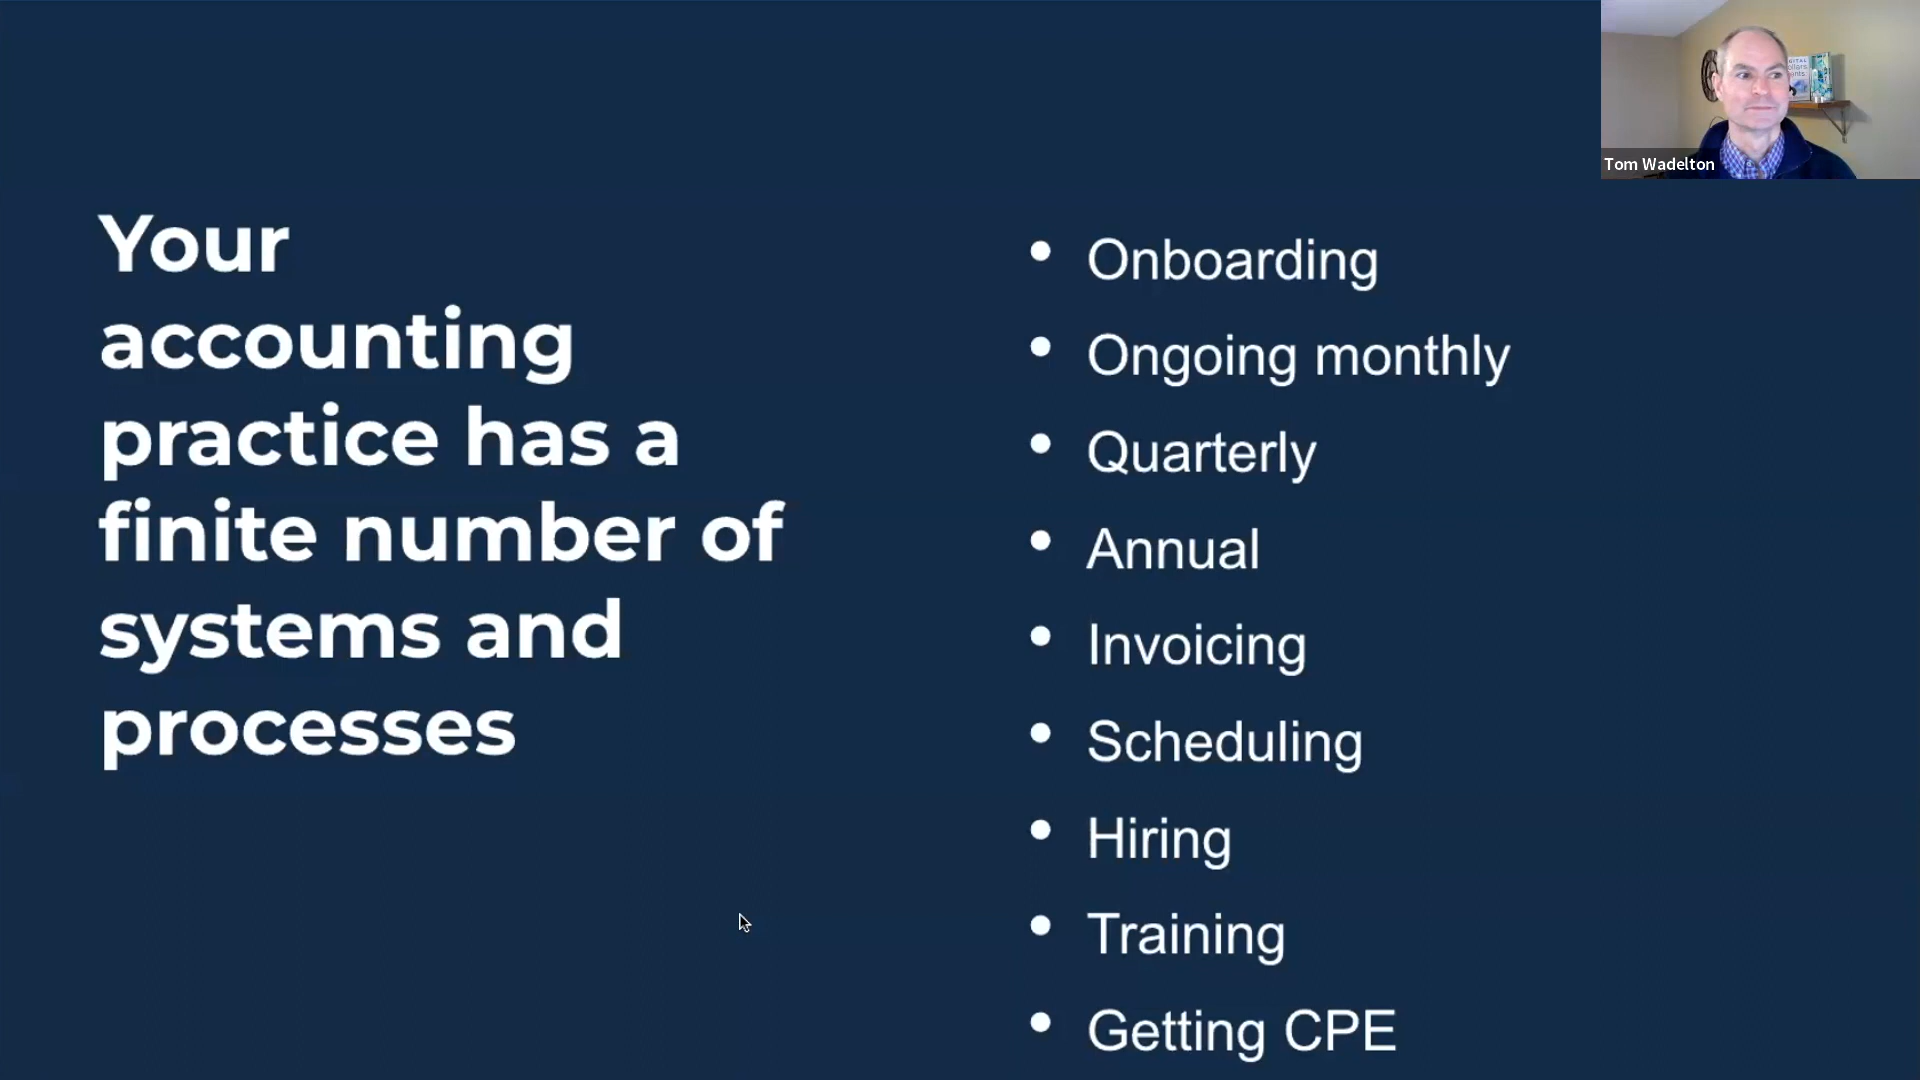 Your
accounting
practice has a
finite number of
systems and
processes
• Onboarding
• Ongoing monthly
• Quarterly
• Annual
• Invoicing
• Scheduling
• Hiring
• Training
• Getting CPE
Tom Wadelton